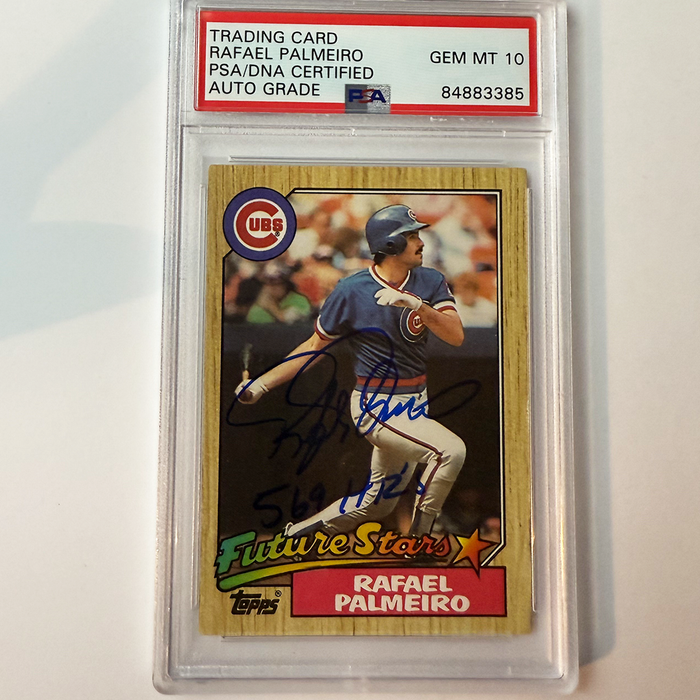 TRADING CARD
RAFAEL PALMEIRO
PSA/DNA CERTIFIED
AUTO GRADE
GEM MT 10
84883385
PSA
CUBS
569 HR's
Future Stars
Topps®
RAFAEL
PALMEIRO